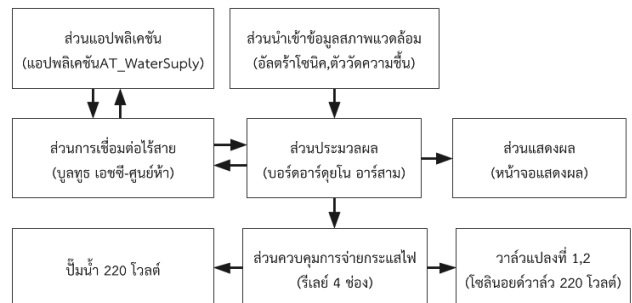 ส่วนแอปพลิเคชัน
(แอปพลิเคชันAT_WaterSuply)
ส่วนนำเข้าข้อมูลสภาพแวดล้อม
(อัลตร้าโซนิค,ตัววัดความชื้น)
ส่วนการเชื่อมต่อไร้สาย
(บูลทูธ เอชซี-ศูนย์ห้า)
ส่วนประมวลผล
(บอร์ดอาร์ดุยโน อาร์สาม)
ส่วนแสดงผล
(หน้าจอแสดงผล)
ปั๊มน้ำ 220 โวลต์
ส่วนควบคุมการจ่ายกระแสไฟ
(รีเลย์ 4 ช่อง)
วาล์วแปลงที่ 1,2
(โซลินอยด์วาล์ว 220 โวลต์)